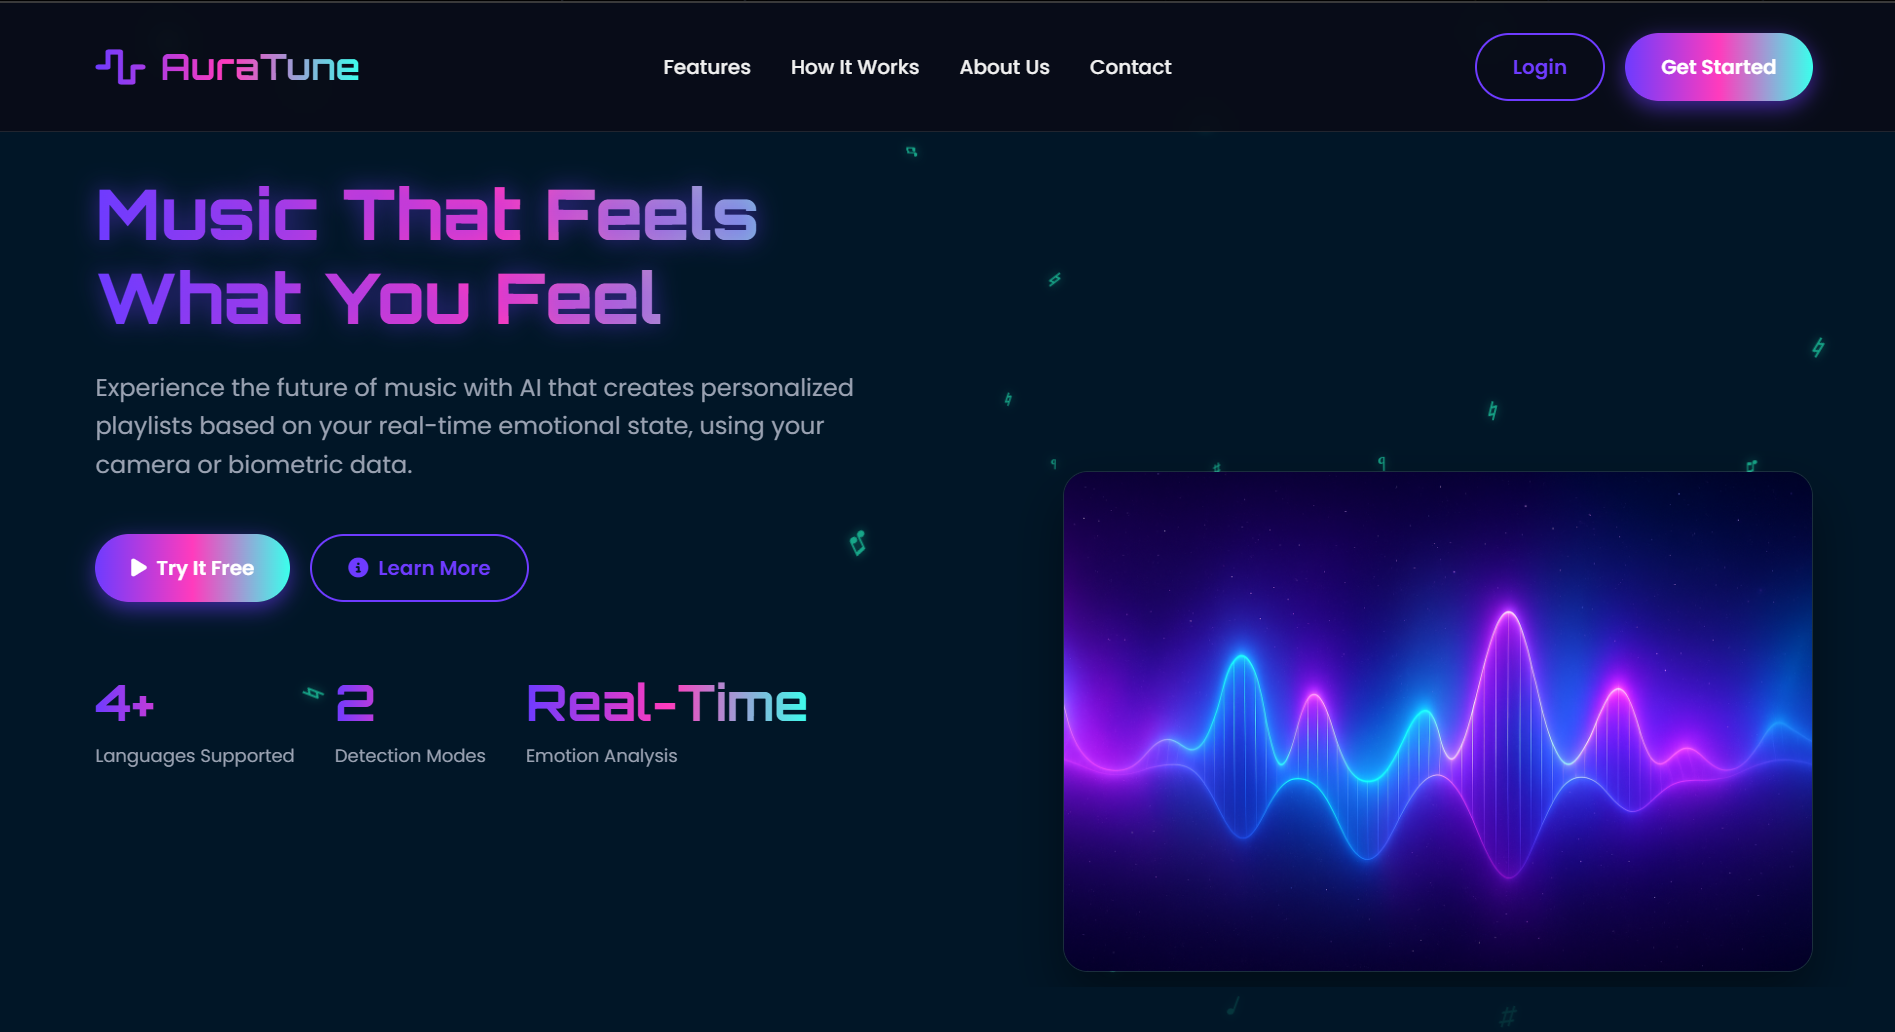 AuraTune
Features
How It Works
About Us
Contact
Login
Get Started
Music That Feels
What You Feel
Experience the future of music with AI that creates personalized
playlists based on your real-time emotional state, using your
camera or biometric data.
Try It Free
Learn More
4+
Languages Supported
2
Detection Modes
Real-Time
Emotion Analysis